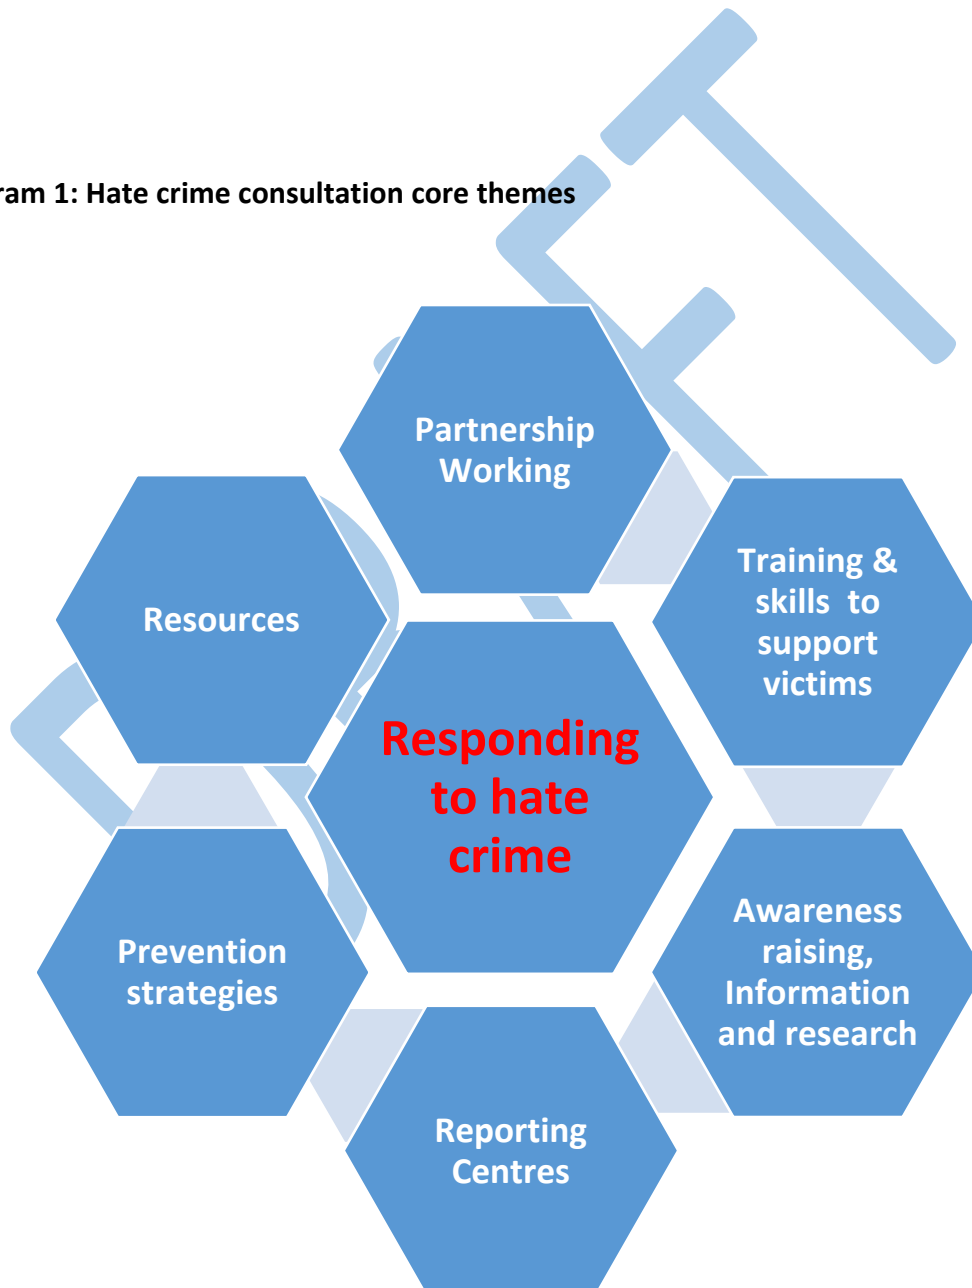 ram 1: Hate crime consultation core themes
Partnership
Working
Training &
skills  to
support
victims
Resources
Responding
to hate
crime
Awareness
raising,
Information
and research
Prevention
strategies
Reporting
Centres